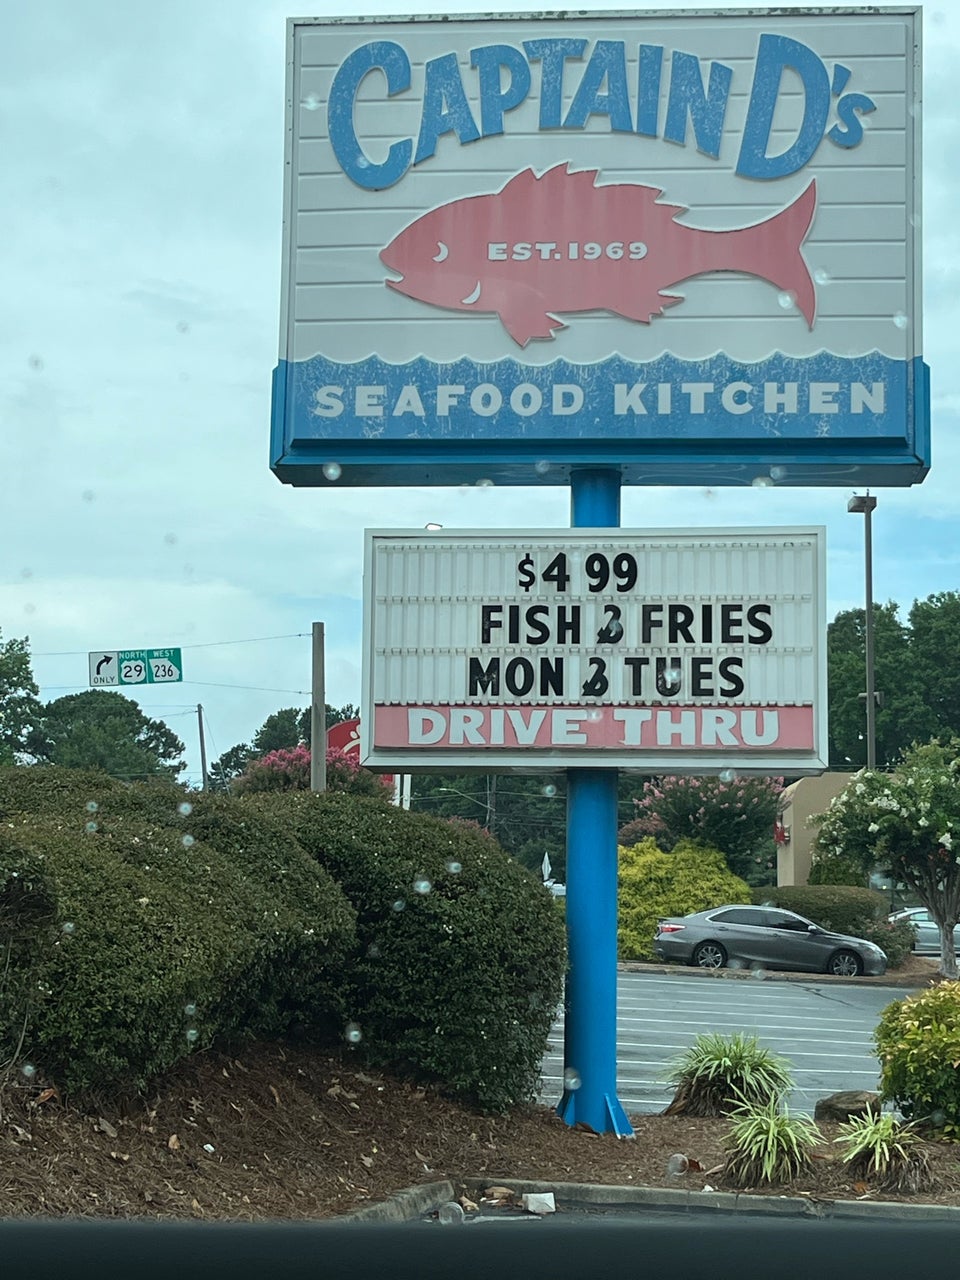 CAPTAIN D's
EST. 1969
SEAFOOD KITCHEN
$4 99
FISH & FRIES
MON & TUES
DRIVE THRU
ONLY
NORTH
29
WEST
236